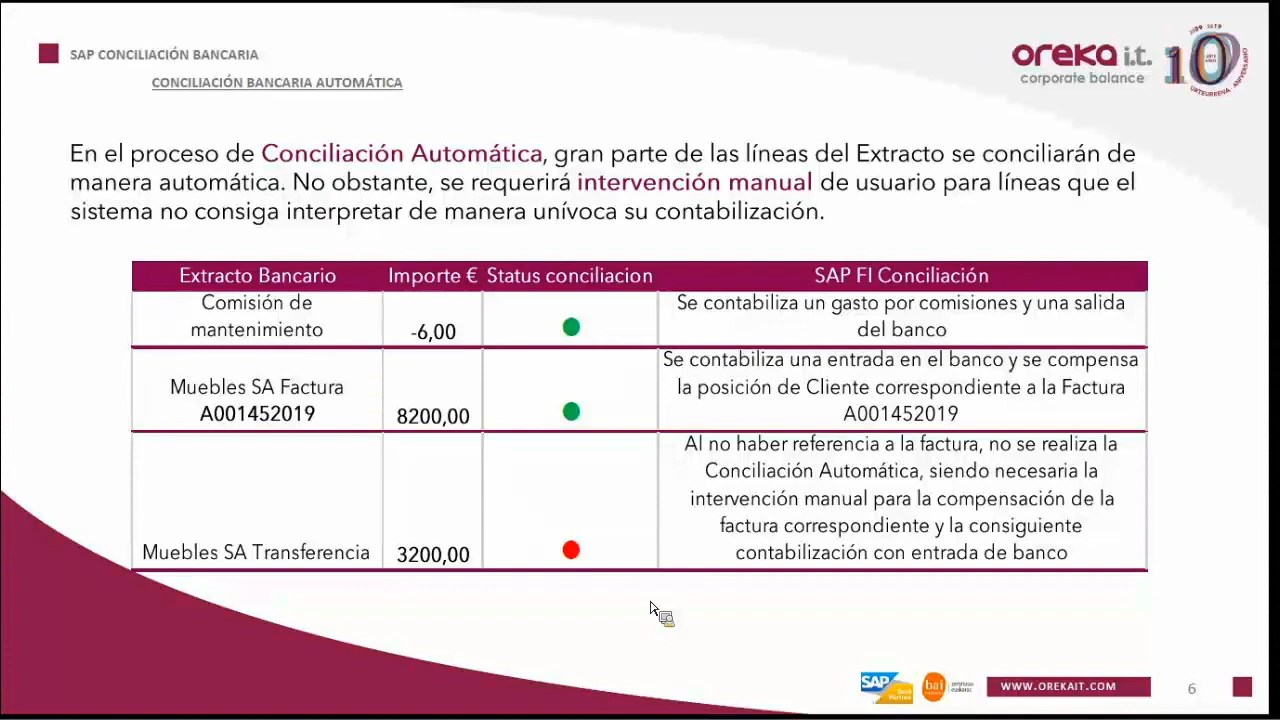 SAP CONCILIACIÓN BANCARIA
CONCILIACIÓN BANCARIA AUTOMÁTICA
oreka i.t.
corporate balance
10
URTEURRENA
ANIVERSARIO
En el proceso de Conciliación Automática, gran parte de las líneas del Extracto se conciliarán de
manera automática. No obstante, se requerirá intervención manual de usuario para líneas que el
sistema no consiga interpretar de manera unívoca su contabilización.
Extracto Bancario Importe € Status conciliacion SAP FI Conciliación
Comisión de
mantenimiento
-6,00
Se contabiliza un gasto por comisiones y una salida
del banco
Muebles SA Factura
A001452019
8200,00
Se contabiliza una entrada en el banco y se compensa
la posición de Cliente correspondiente a la Factura
A001452019
Muebles SA Transferencia
3200,00
Al no haber referencia a la factura, no se realiza la
Conciliación Automática, siendo necesaria la
intervención manual para la compensación de la
factura correspondiente y la consiguiente
contabilización con entrada de banco
SAP
bai
WWW.OREKAIT.COM
6